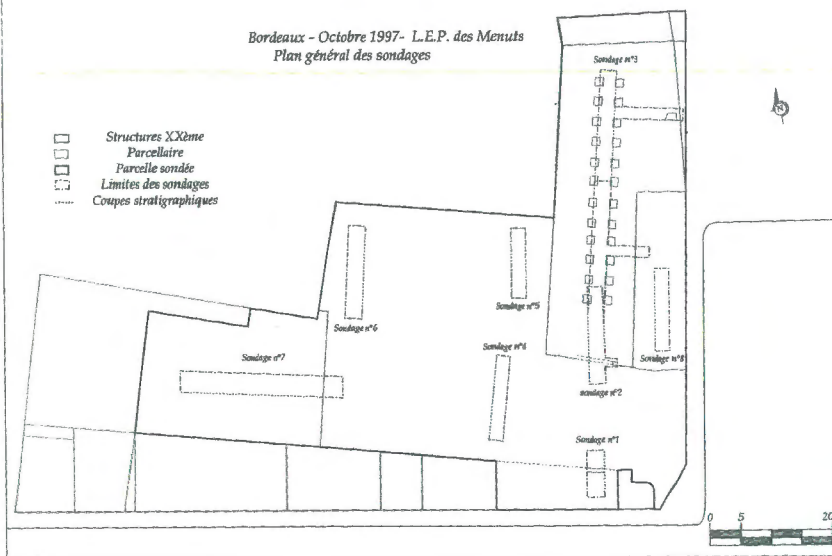 Bordeaux - Octobre 1997- L.E.P. des Menuts
Plan général des sondages
Sondage n°3
N
Structures XXème
Parcellaire
Parcelle sondée
Limites des sondages
Coupes stratigraphiques
Sondage n°5
Sondage n°6
Sondage n°4
Sondage n°7
Sondage n°8
sondage n°2
Sondage n°1
0 5 20